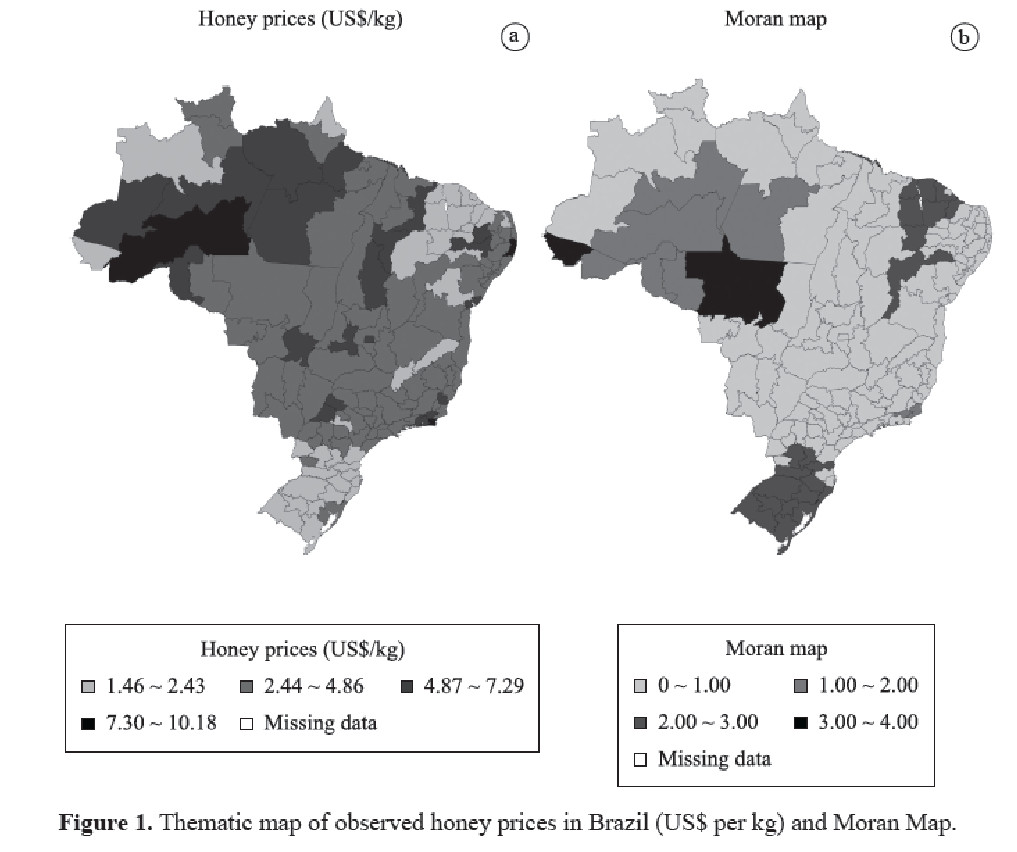 Honey prices (US$/kg)
a
Moran map
b
Honey prices (US$/kg)
1.46 ~ 2.43 2.44 ~ 4.86 4.87 ~ 7.29
7.30 ~ 10.18 Missing data
Moran map
0 ~ 1.00 1.00 ~ 2.00
2.00 ~ 3.00 3.00 ~ 4.00
Missing data
Figure 1. Thematic map of observed honey prices in Brazil (US$ per kg) and Moran Map.